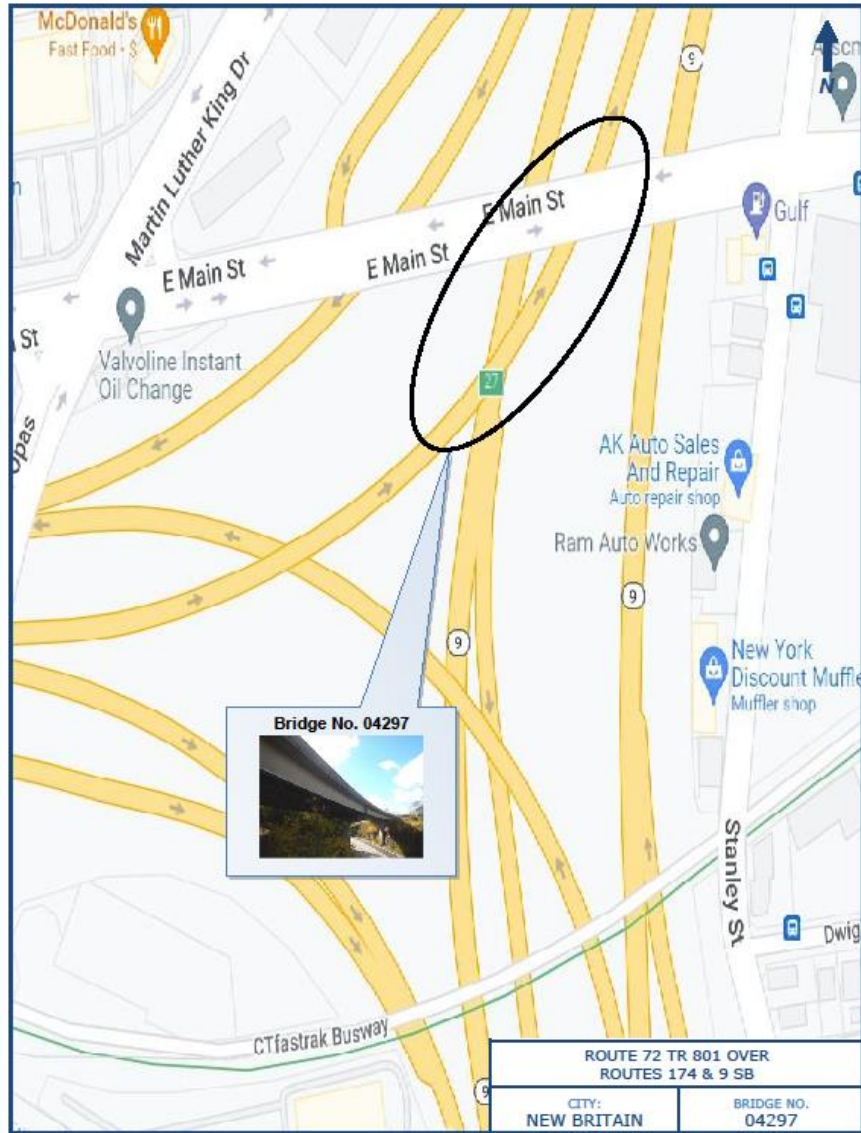 McDonald's
Fast Food · $
9
N
Martin Luther King Dr
E Main St
Gulf
E Main St
E Main St
St
Valvoline Instant
Oil Change
27
AK Auto Sales
And Repair
Auto repair shop
Ram Auto Works
9
9
New York
Discount Muffle
Muffler shop
Bridge No. 04297
Stanley St
Dwig
CTfastrak Busway
9
ROUTE 72 TR 801 OVER
ROUTES 174 & 9 SB
CITY:
NEW BRITAIN
BRIDGE NO.
04297